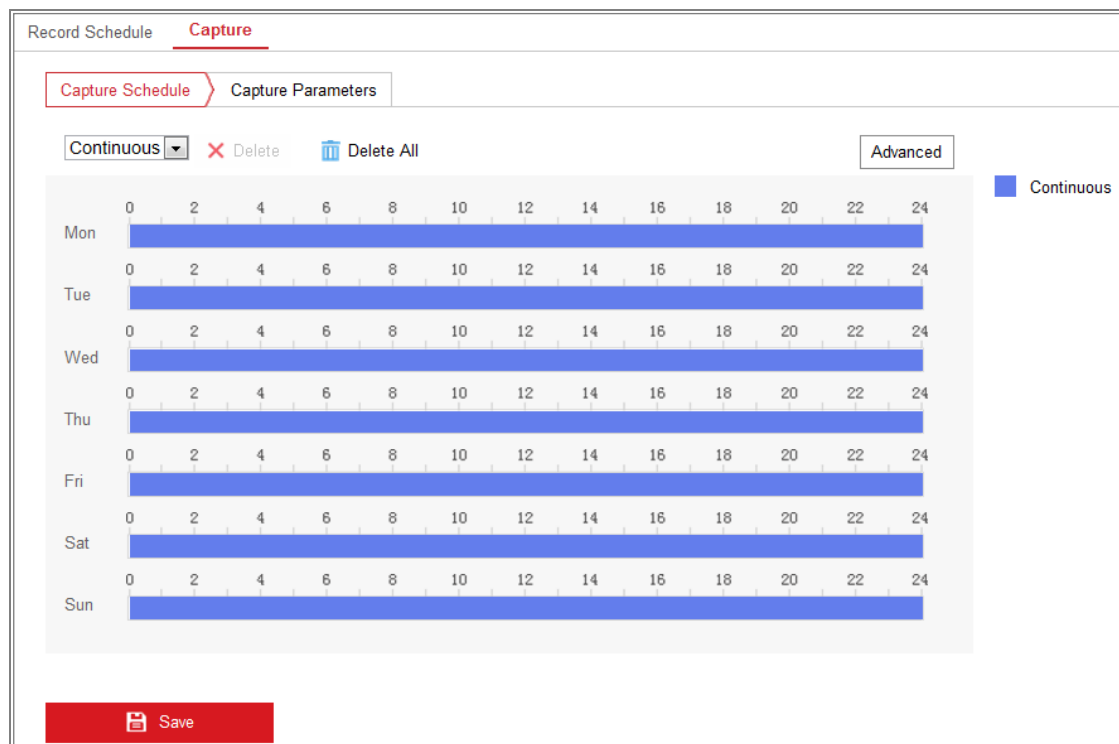 Record Schedule Capture
Capture Schedule Capture Parameters
Continuous Delete Delete All Advanced
Continuous
0 2 4 6 8 10 12 14 16 18 20 22 24
Mon
0 2 4 6 8 10 12 14 16 18 20 22 24
Tue
0 2 4 6 8 10 12 14 16 18 20 22 24
Wed
0 2 4 6 8 10 12 14 16 18 20 22 24
Thu
0 2 4 6 8 10 12 14 16 18 20 22 24
Fri
0 2 4 6 8 10 12 14 16 18 20 22 24
Sat
0 2 4 6 8 10 12 14 16 18 20 22 24
Sun
Save